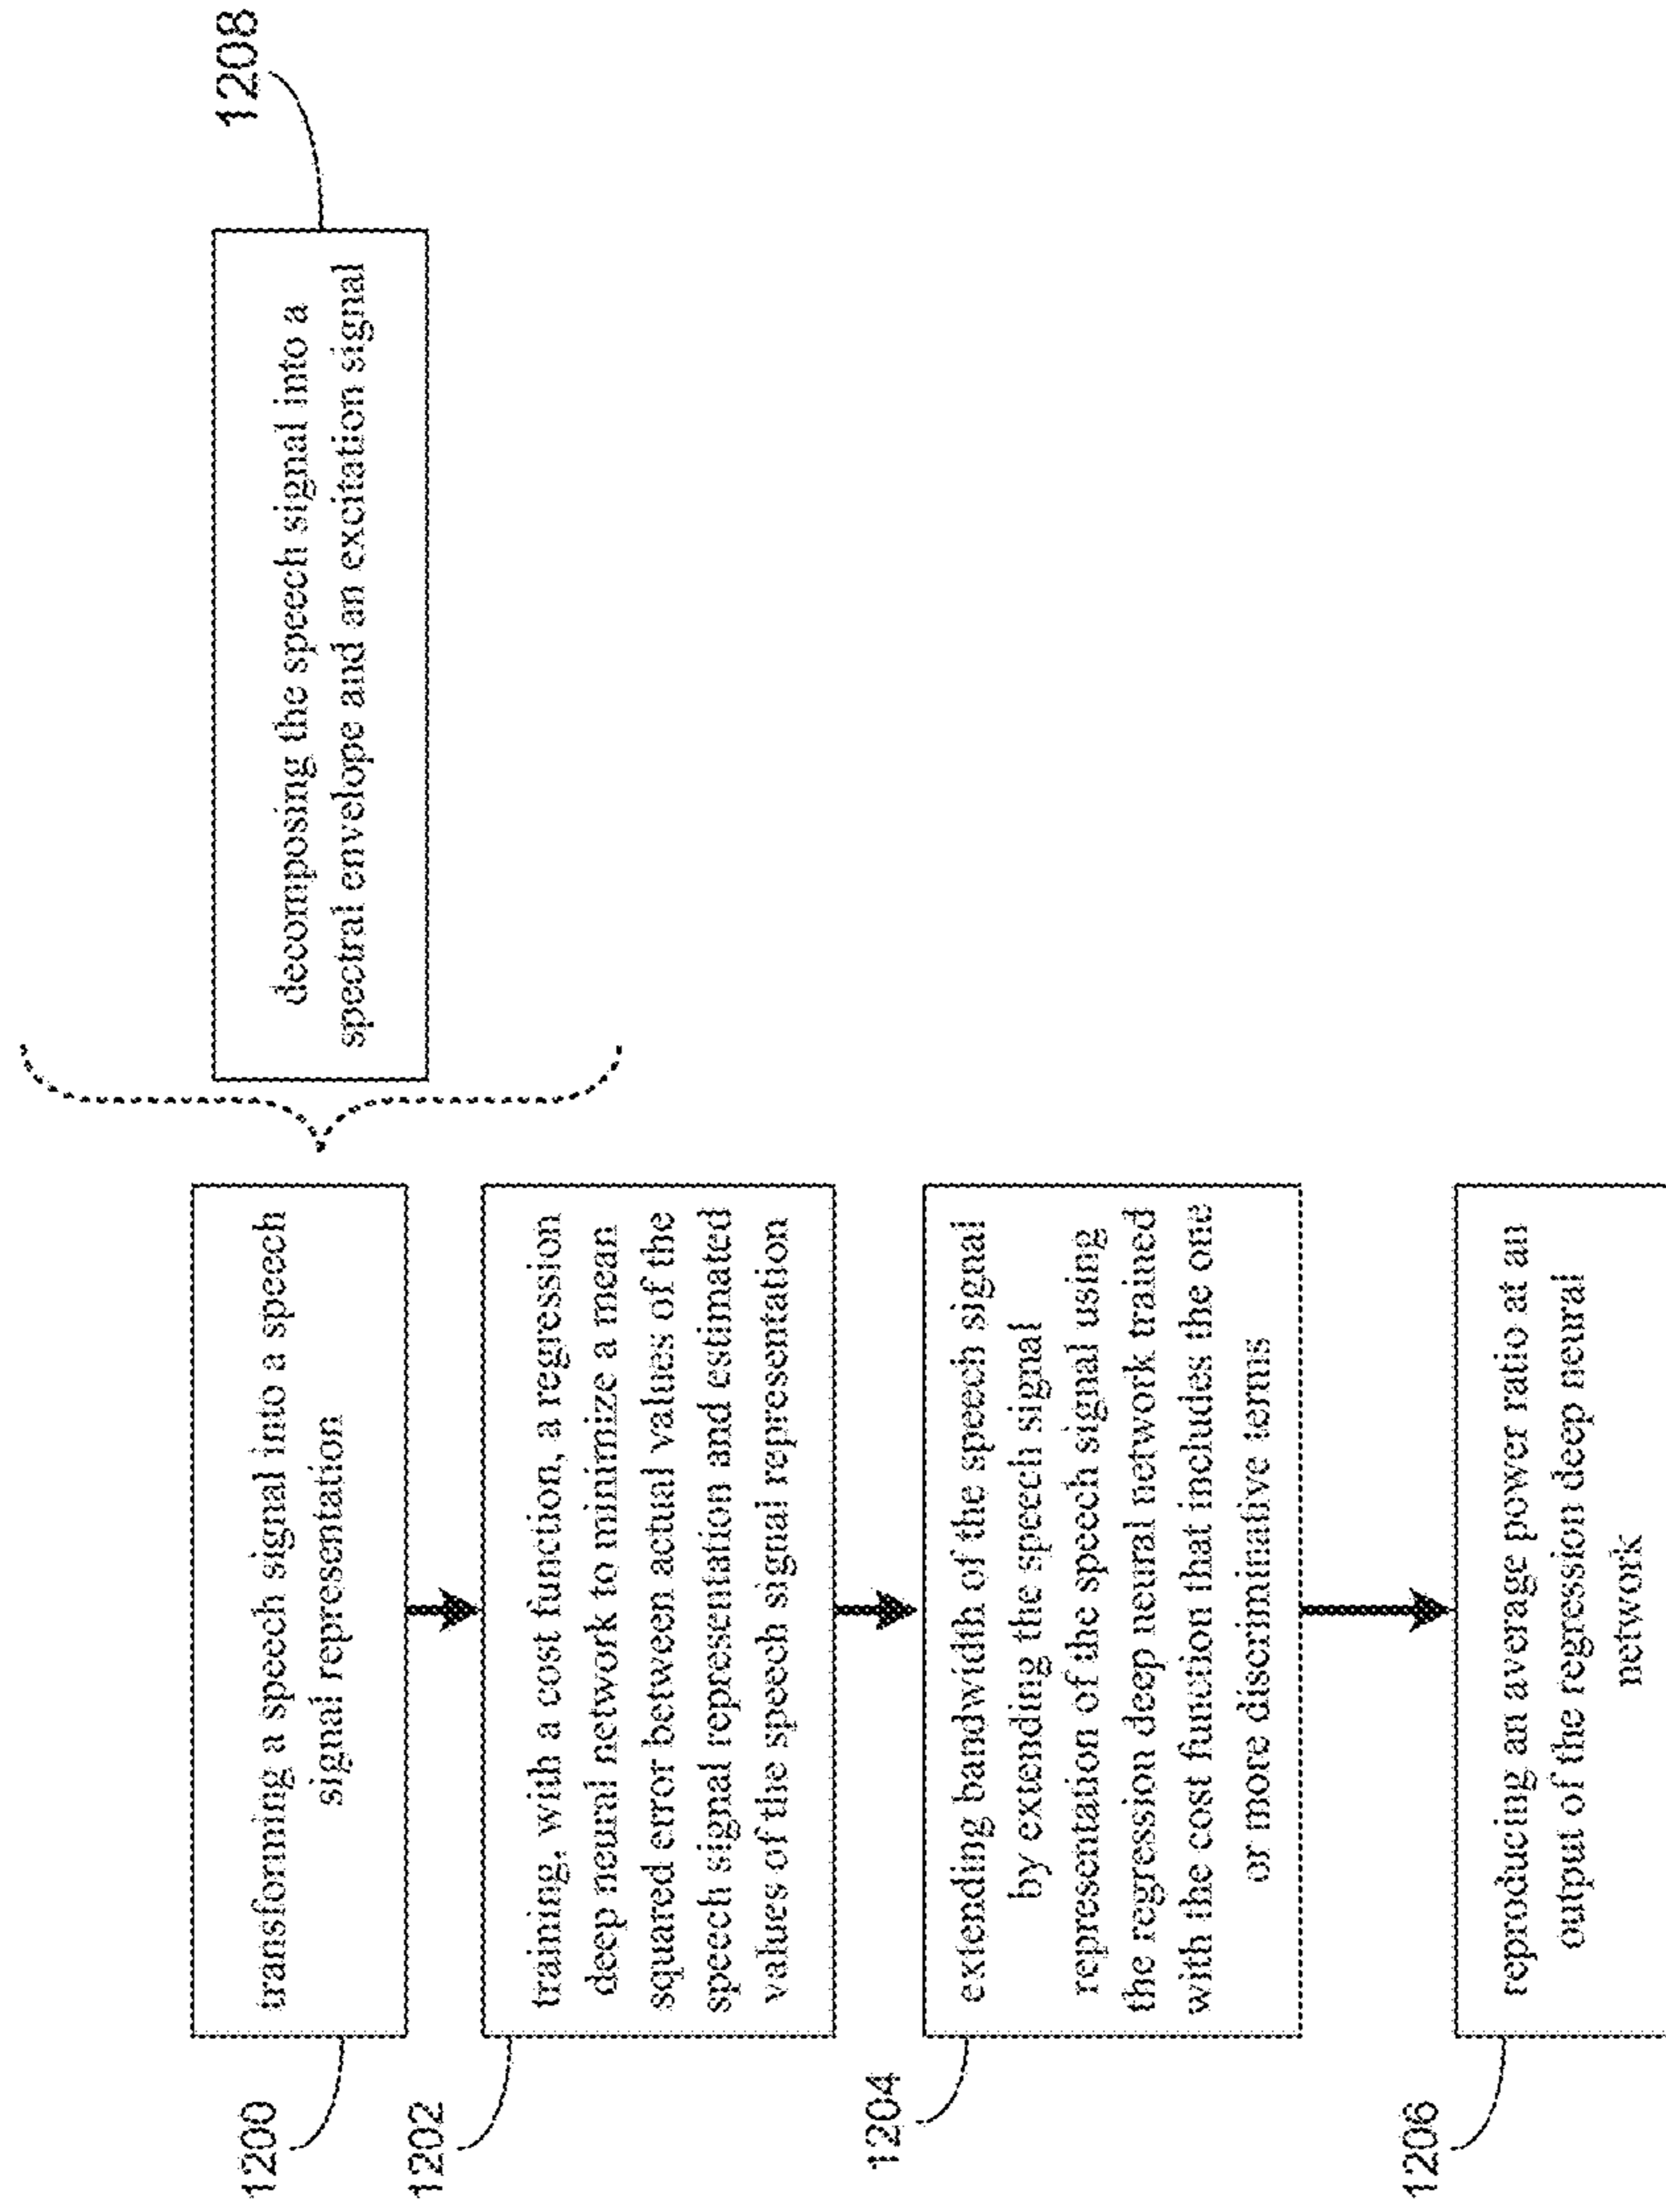 1200
transforming a speech signal into a speech
signal representation
1208
decomposing the speech signal into a
spectral envelope and an excitation signal
1202
training, with a cost function, a regression
deep neural network to minimize a mean
squared error between actual values of the
speech signal representation and estimated
values of the speech signal representation
1204
extending bandwidth of the speech signal
by extending the speech signal
representation of the speech signal using
the regression deep neural network trained
with the cost function that includes the one
or more discriminative terms
1206
reproducing an average power ratio at an
output of the regression deep neural
network